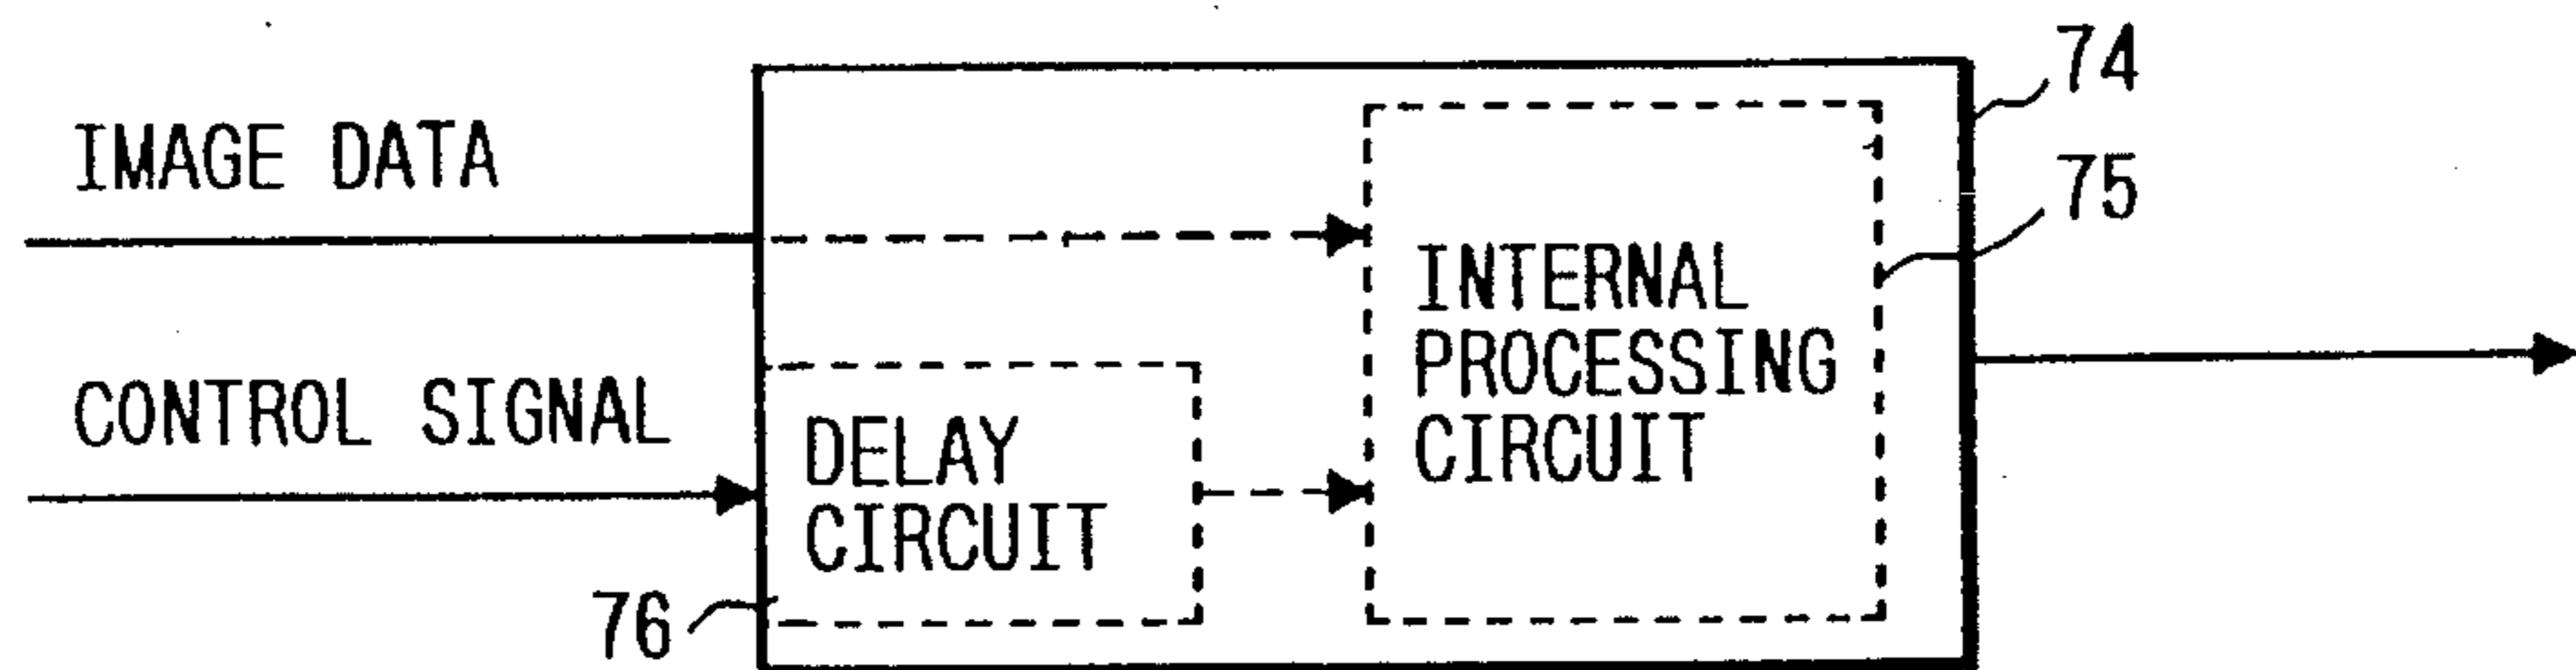 74
IMAGE DATA
75
INTERNAL
PROCESSING
CIRCUIT
CONTROL SIGNAL
DELAY
CIRCUIT
76